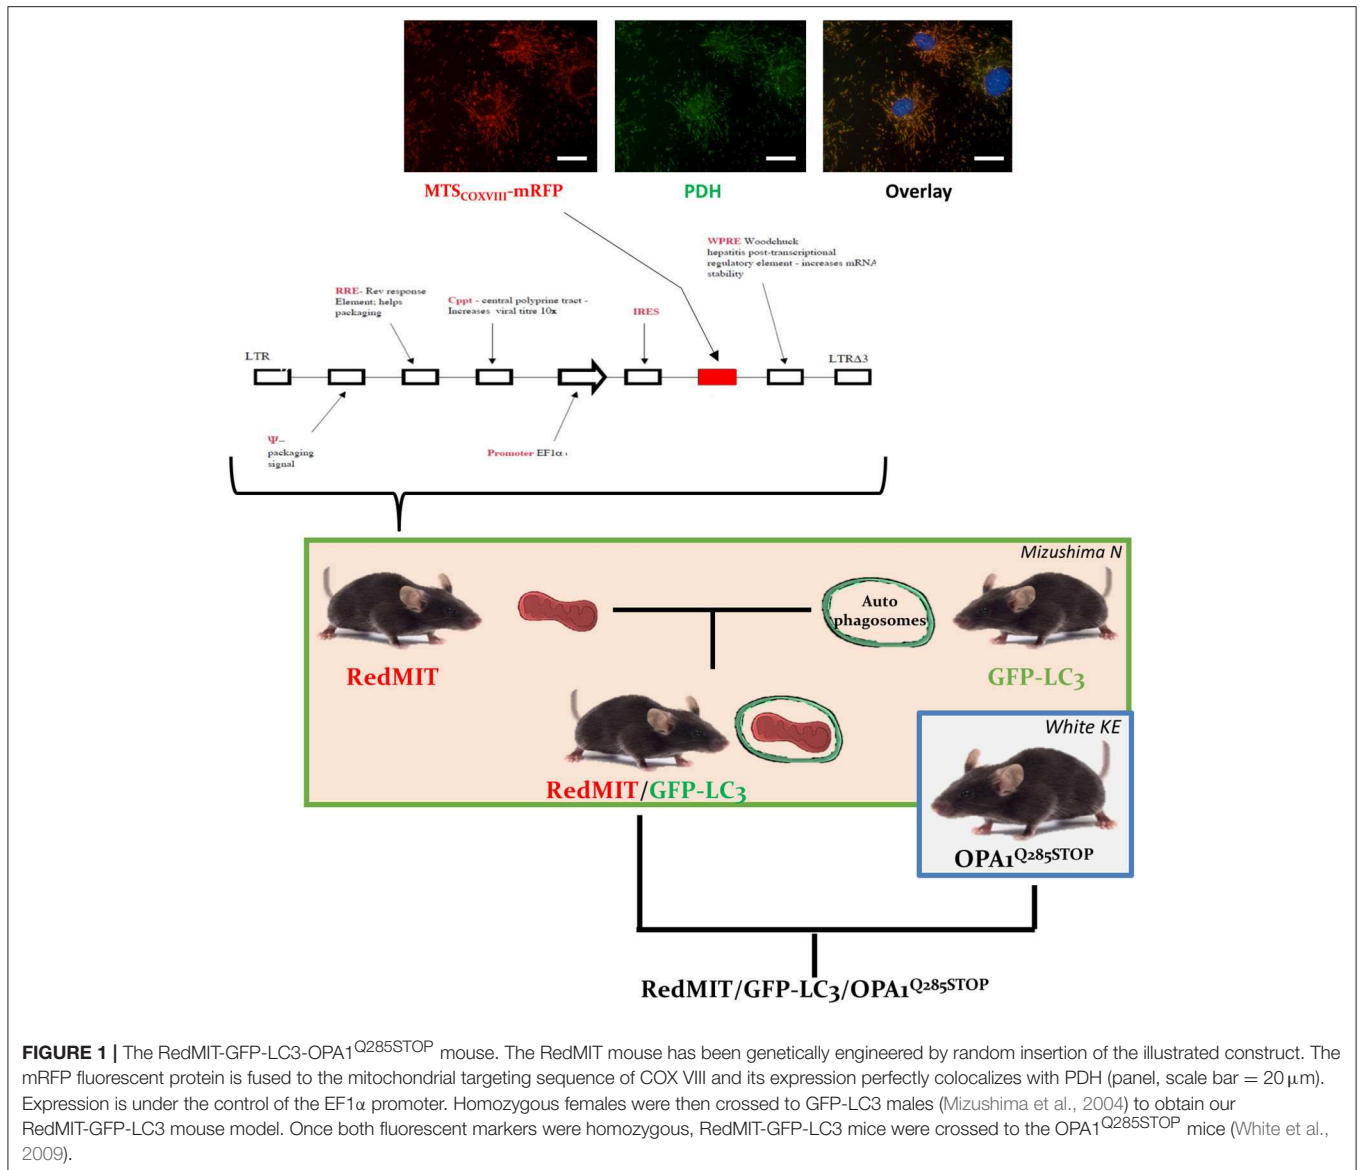 MTSCOXVIII-mRFP
PDH
Overlay
WPRE Woodchuck
hepatitis post-transcriptional
regulatory element - increases mRNA
stability
RRE- Rev response
Element; helps
packaging
Cppt - central polyprine tract -
Increases viral titre 10x
IRES
LTR
LTRΔ3
Ψ–
packaging
signal
Promoter EF1α
Mizushima N
Auto
phagosomes
RedMIT
GFP-LC3
White KE
RedMIT/GFP-LC3
OPA1Q285STOP
RedMIT/GFP-LC3/OPA1Q285STOP
FIGURE 1 | The RedMIT-GFP-LC3-OPA1Q285STOP mouse. The RedMIT mouse has been genetically engineered by random insertion of the illustrated construct. The
mRFP fluorescent protein is fused to the mitochondrial targeting sequence of COX VIII and its expression perfectly colocalizes with PDH (panel, scale bar = 20 μm).
Expression is under the control of the EF1α promoter. Homozygous females were then crossed to GFP-LC3 males (Mizushima et al., 2004) to obtain our
RedMIT-GFP-LC3 mouse model. Once both fluorescent markers were homozygous, RedMIT-GFP-LC3 mice were crossed to the OPA1Q285STOP mice (White et al.,
2009).